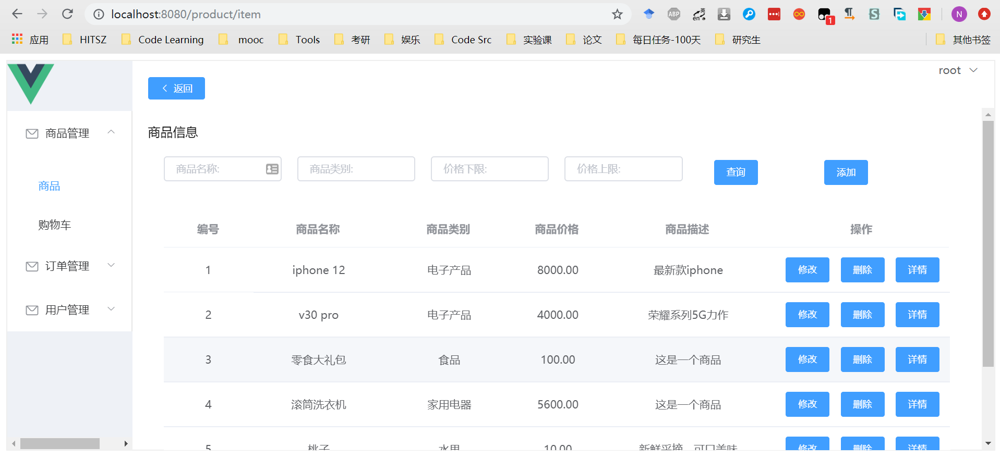 localhost:8080/product/item
ABP
英
en
1
N
应用 HITSZ Code Learning mooc Tools 考研 娱乐 Code Src 实验课 论文 每日任务-100天 研究生 其他书签
root
返回
商品管理
商品
购物车
订单管理
用户管理
商品信息
商品名称: 商品类别: 价格下限: 价格上限: 查询 添加
编号 商品名称 商品类别 商品价格 商品描述 操作
1 iphone 12 电子产品 8000.00 最新款iphone 修改 删除 详情
2 v30 pro 电子产品 4000.00 荣耀系列5G力作 修改 删除 详情
3 零食大礼包 食品 100.00 这是一个商品 修改 删除 详情
4 滚筒洗衣机 家用电器 5600.00 这是一个商品 修改 删除 详情
5 桃子 水果 10.00 新鲜采摘，可口美味 修改 删除 详情